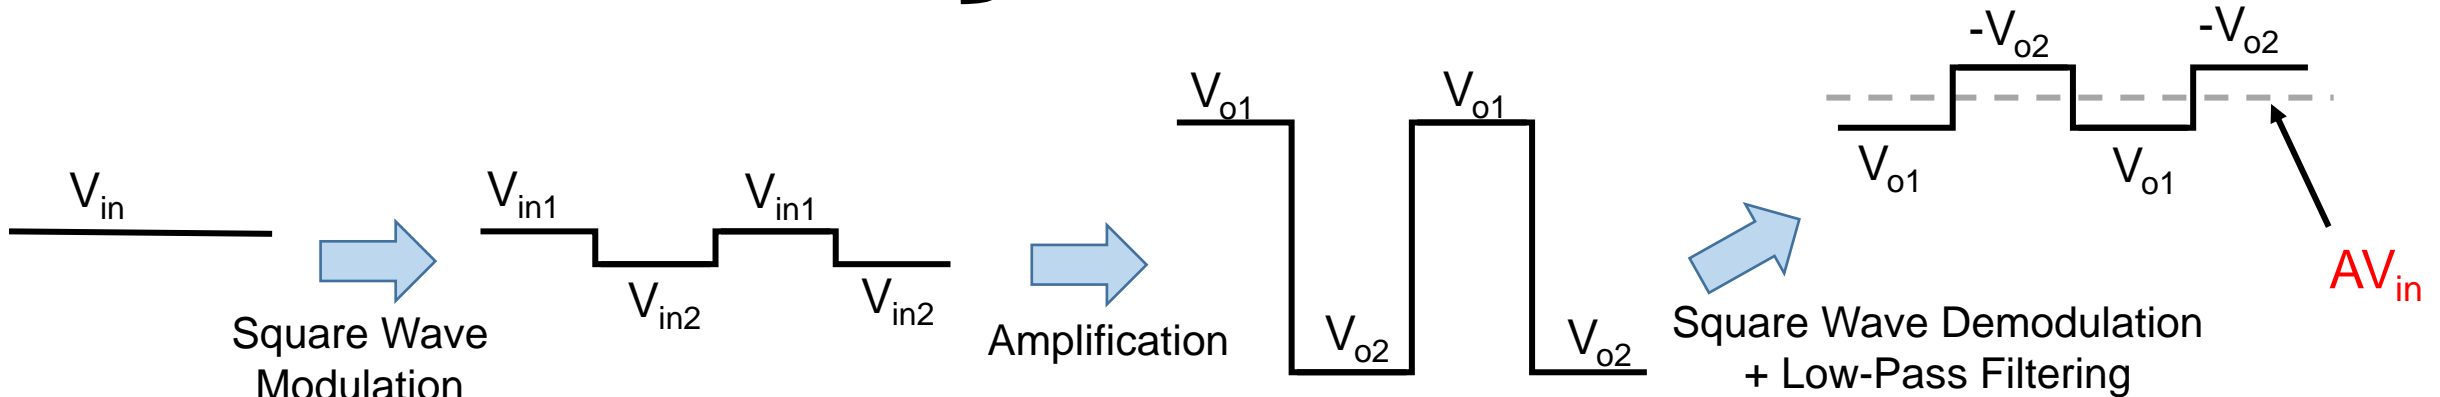 V_in
Square Wave
Modulation
V_in1
V_in1
V_in2
V_in2
Amplification
V_o1
V_o1
V_o2
V_o2
Square Wave Demodulation
+ Low-Pass Filtering
-V_o2
-V_o2
V_o1
V_o1
AV_in